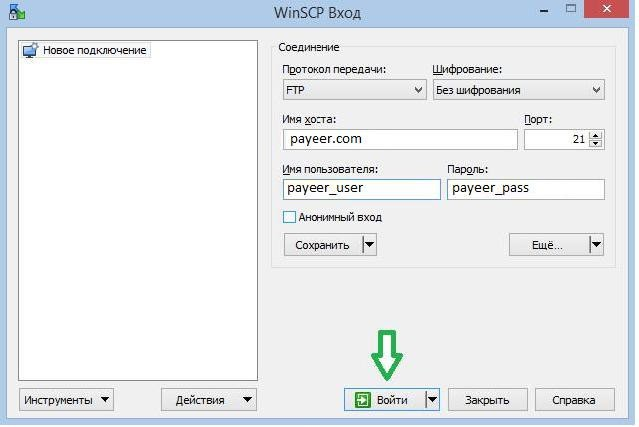 WinSCP Вход
Новое подключение
Соединение
Протокол передачи: Шифрование:
FTP Без шифрования
Имя хоста: Порт:
payeer.com 21
Имя пользователя: Пароль:
payeer_user payeer_pass
Анонимный вход
Сохранить Ещё...
Инструменты Действия Войти Закрыть Справка